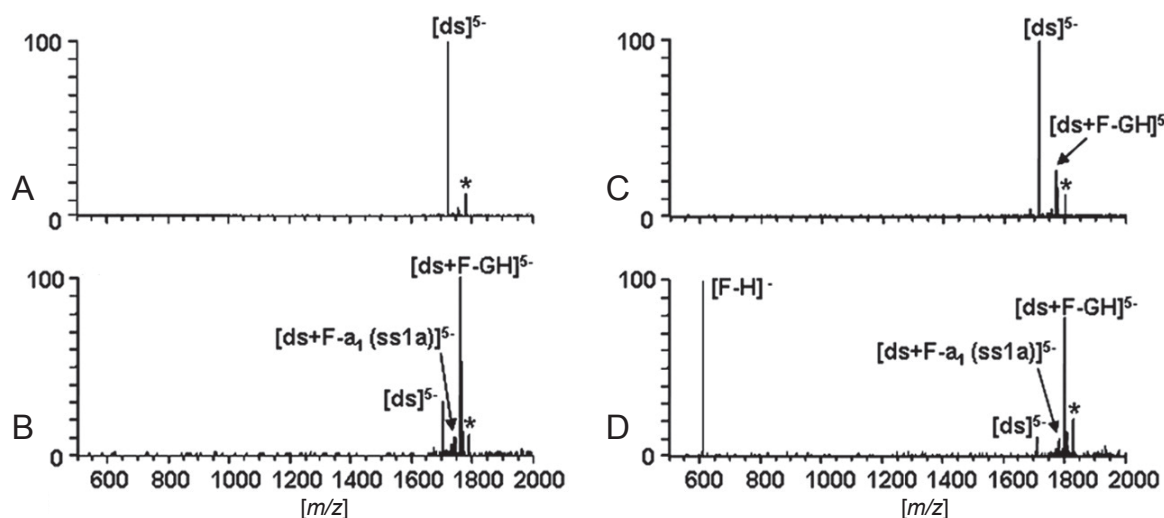 [ds]5-
100
*
A
0
[ds+F-GH]5-
100
[ds+F-a1 (ss1a)]5-
[ds]5-
*
B
0
600 800 1000 1200 1400 1600 1800 2000
[m/z]
[ds]5-
100
[ds+F-GH]5
*
C
0
100
[F-H]-
[ds+F-GH]5-
[ds+F-a1 (ss1a)]5-
[ds]5-
*
D
0
600 800 1000 1200 1400 1600 1800 2000
[m/z]